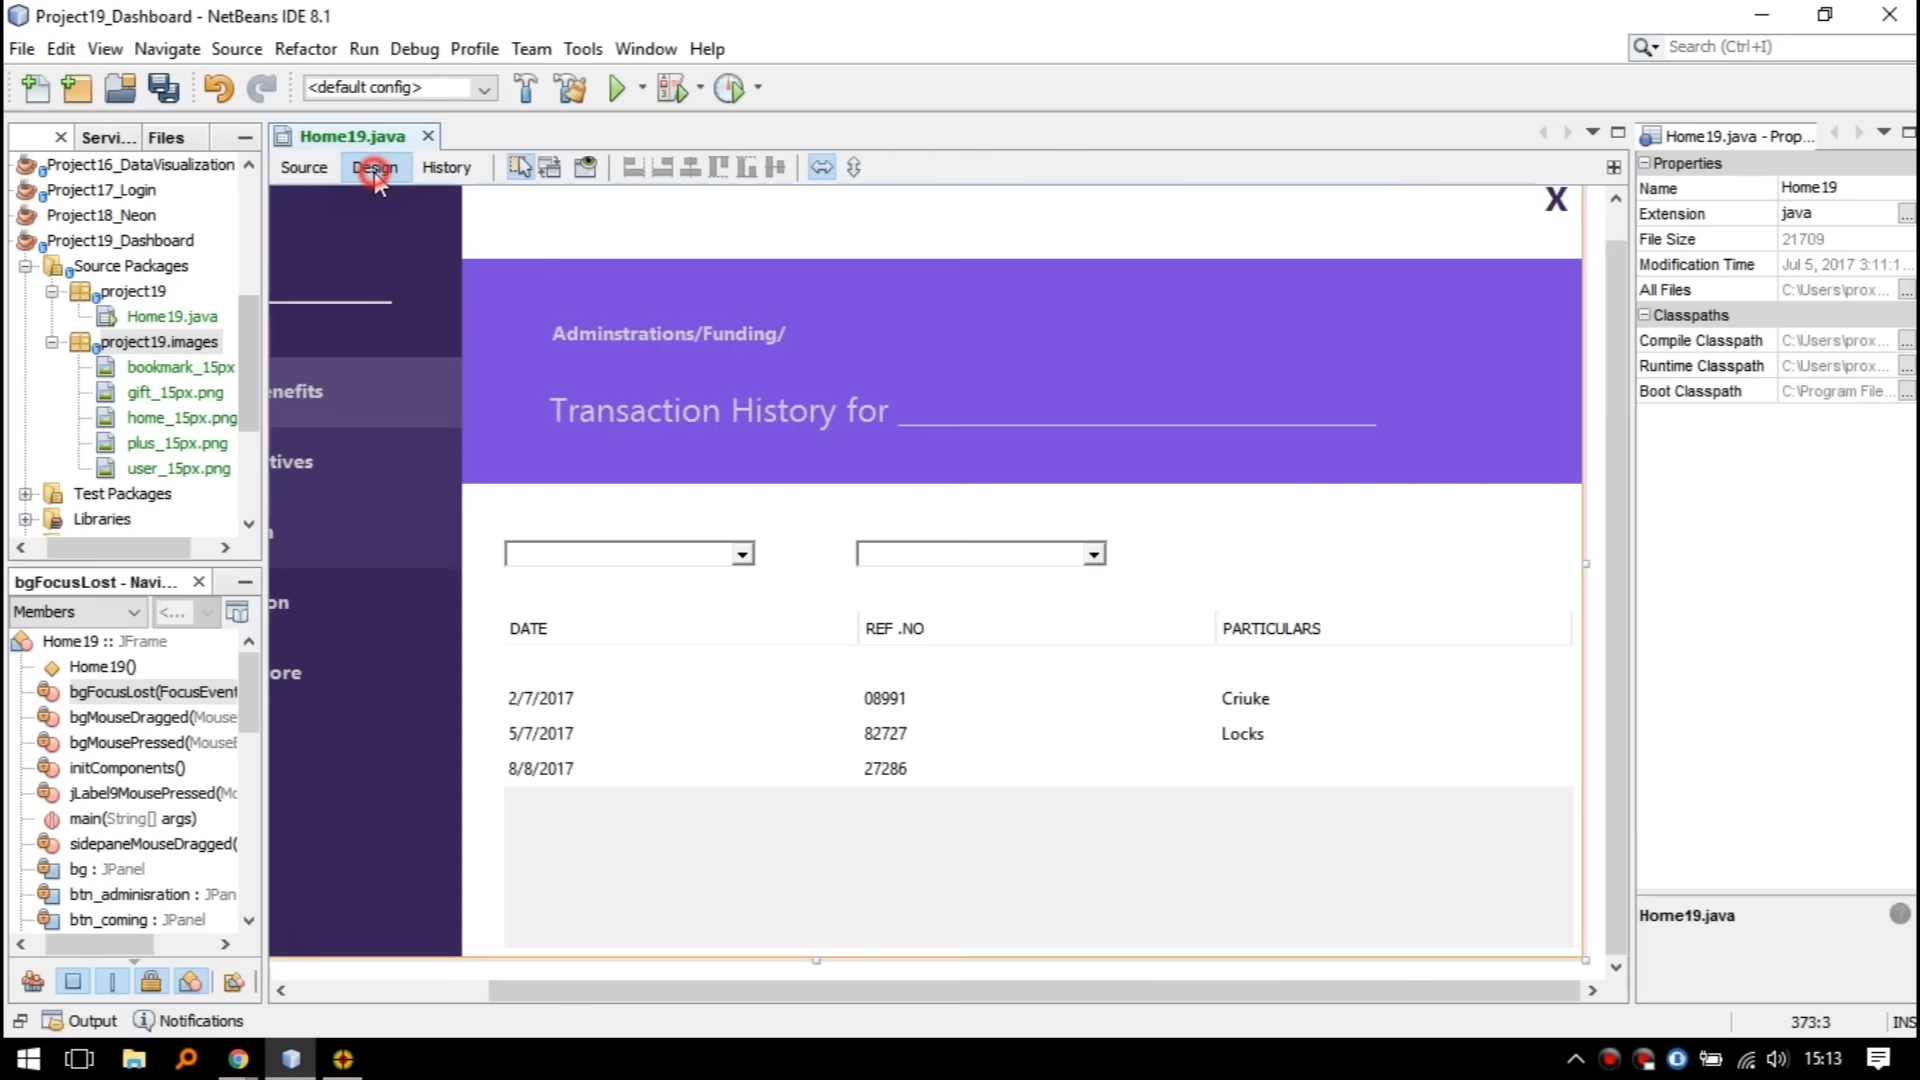 Project19_Dashboard - NetBeans IDE 8.1
File Edit View Navigate Source Refactor Run Debug Profile Team Tools Window Help
Search (Ctrl+I)
<default config>
Servi... Files
Home19.java
Home19.java - Prop...
Source Design History
Project16_DataVisualization
Project17_Login
Project18_Neon
Project19_Dashboard
Source Packages
project19
Home19.java
project19.images
bookmark_15px
gift_15px.png
home_15px.png
plus_15px.png
user_15px.png
Test Packages
Libraries
bgFocusLost - Navi...
Members
<...
Home19 :: JFrame
Home19()
bgFocusLost(FocusEvent
bgMouseDragged(Mouse
bgMousePressed(MouseE
initComponents()
jLabel9MousePressed(Mc
main(String[] args)
sidepaneMouseDragged(
bg : JPanel
btn_adminisration : JPan
btn_coming : JPanel
X
Adminstrations/Funding/
Transaction History for ______________________
enefits
tives
on
ore
DATE REF .NO PARTICULARS
2/7/2017 08991 Criuke
5/7/2017 82727 Locks
8/8/2017 27286
Properties
Name Home19
Extension java ...
File Size 21709
Modification Time Jul 5, 2017 3:11:1...
All Files C:\Users\prox... ...
Classpaths
Compile Classpath C:\Users\prox... ...
Runtime Classpath C:\Users\prox... ...
Boot Classpath C:\Program File... ...
Home19.java
Output Notifications
373:3 INS
15:13